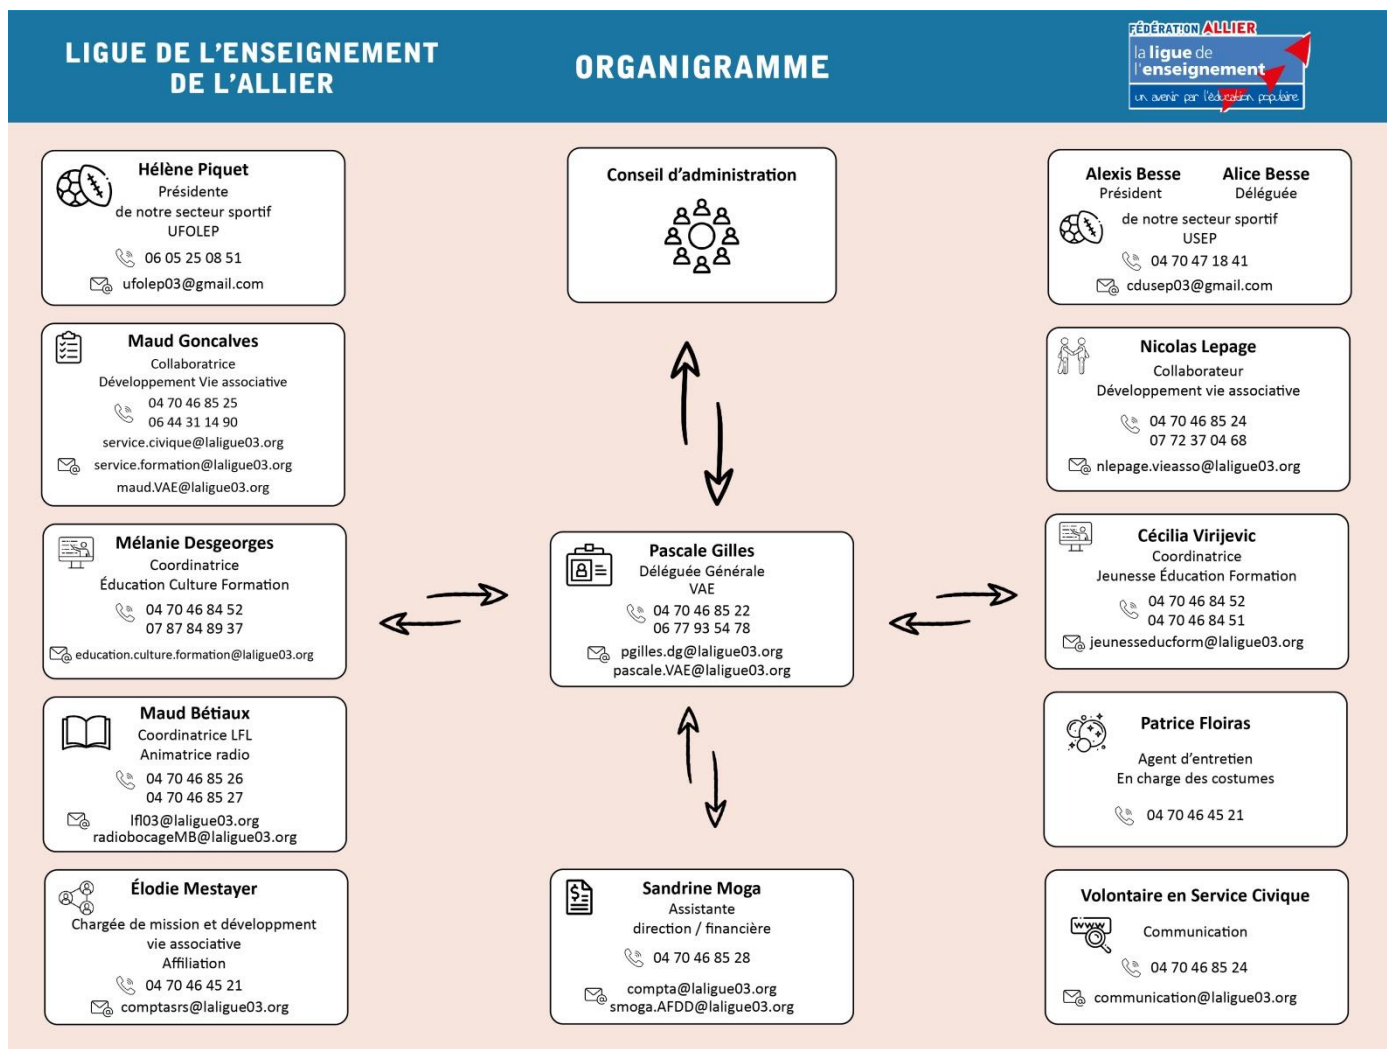 LIGUE DE L'ENSEIGNEMENT
DE L'ALLIER
ORGANIGRAMME
FÉDÉRATION ALLIER
la ligue de
l'enseignement
un avenir par l'éducation populaire
Hélène Piquet
Présidente
de notre secteur sportif
UFOLEP
06 05 25 08 51
ufolep03@gmail.com
Maud Goncalves
Collaboratrice
Développement Vie associative
04 70 46 85 25
06 44 31 14 90
service.civique@laligue03.org
service.formation@laligue03.org
maud.VAE@laligue03.org
Mélanie Desgeorges
Coordinatrice
Éducation Culture Formation
04 70 46 84 52
07 87 84 89 37
education.culture.formation@laligue03.org
Maud Bétiaux
Coordinatrice LFL
Animatrice radio
04 70 46 85 26
04 70 46 85 27
lfl03@laligue03.org
radiobocageMB@laligue03.org
Élodie Mestayer
Chargée de mission et développment
vie associative
Affiliation
04 70 46 45 21
comptasrs@laligue03.org
Conseil d'administration
Pascale Gilles
Déléguée Générale
VAE
04 70 46 85 22
06 77 93 54 78
pgilles.dg@laligue03.org
pascale.VAE@laligue03.org
Sandrine Moga
Assistante
direction / financière
04 70 46 85 28
compta@laligue03.org
smoga.AFDD@laligue03.org
Alexis Besse Alice Besse
Président Déléguée
de notre secteur sportif
USEP
04 70 47 18 41
cdusep03@gmail.com
Nicolas Lepage
Collaborateur
Développement vie associative
04 70 46 85 24
07 72 37 04 68
nlepage.vieasso@laligue03.org
Cécilia Virijevic
Coordinatrice
Jeunesse Éducation Formation
04 70 46 84 52
04 70 46 84 51
jeunesseducform@laligue03.org
Patrice Floiras
Agent d'entretien
En charge des costumes
04 70 46 45 21
Volontaire en Service Civique
www
Communication
04 70 46 85 24
communication@laligue03.org